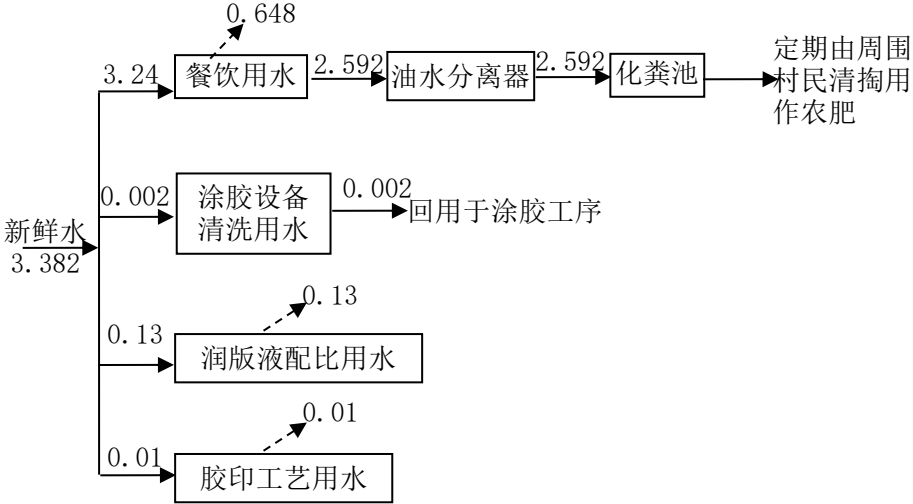 0.648
3.24
餐饮用水
2.592
油水分离器
2.592
化粪池
定期由周围
村民清掏用
作农肥
0.002
涂胶设备
清洗用水
0.002
回用于涂胶工序
新鲜水
3.382
0.13
0.13
润版液配比用水
0.01
0.01
胶印工艺用水